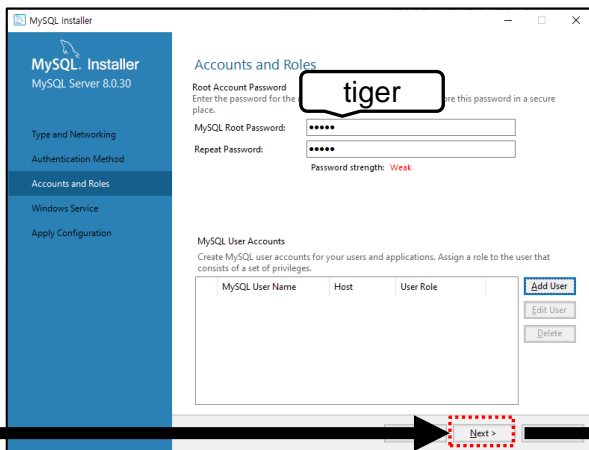 MySQL Installer
MySQL. Installer
MySQL Server 8.0.30
Type and Networking
Authentication Method
Accounts and Roles
Windows Service
Apply Configuration
Accounts and Roles
Root Account Password
Enter the password for the
this password in a secure
place.
tiger
MySQL Root Password:
●●●●●
Repeat Password:
●●●●●
Password strength: Weak
MySQL User Accounts
Create MySQL user accounts for your users and applications. Assign a role to the user that
consists of a set of privileges.
MySQL User Name Host User Role
Add User
Edit User
Delete
Next >